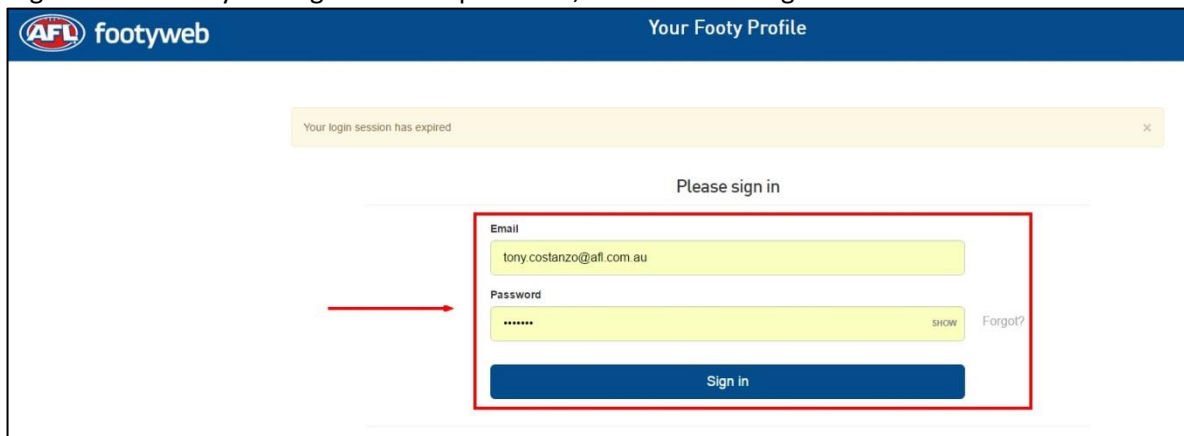 AFL footyweb
Your Footy Profile
Your login session has expired ×
Please sign in
Email
tony.costanzo@afl.com.au
Password
••••••• SHOW Forgot?
Sign in